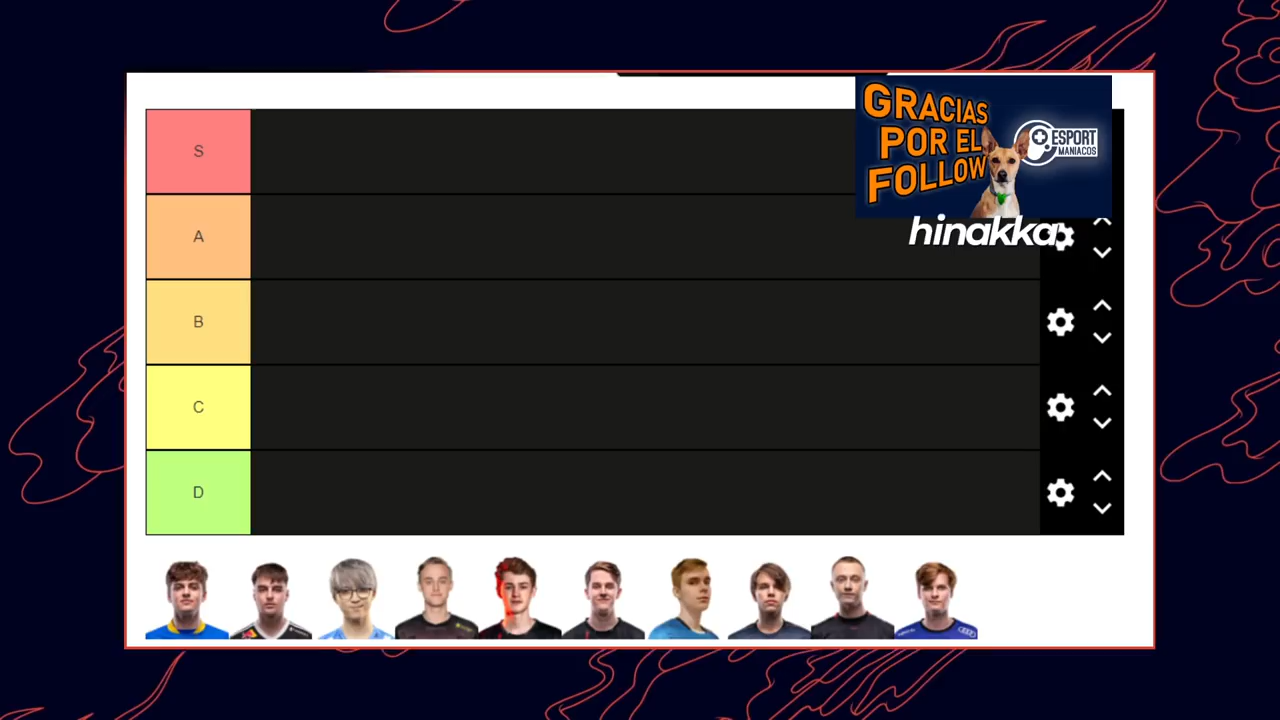 GRACIAS
POR EL
FOLLOW
ESPORT
MANIACOS
hinakka
S
A
B
C
D